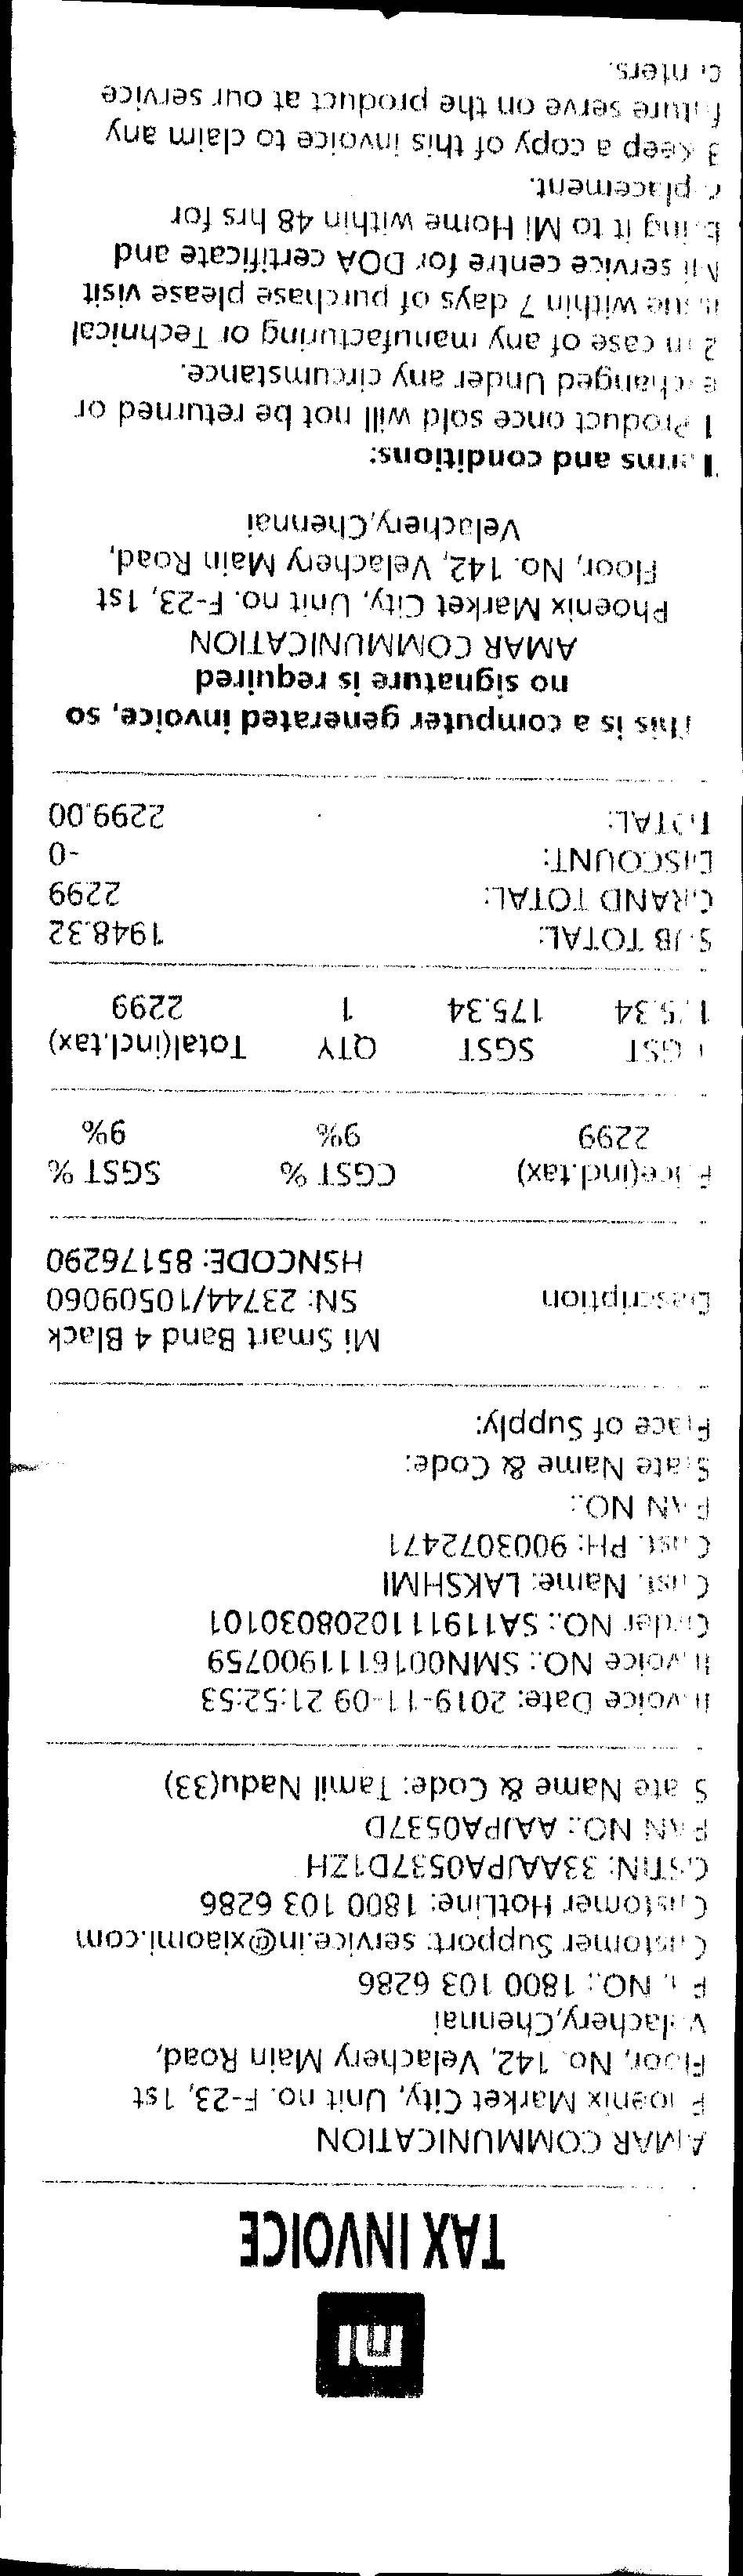 mi
TAX INVOICE
AMAR COMMUNICATION
Phoenix Market City, Unit no. F-23, 1st
Floor, No. 142, Velachery Main Road,
Velachery,Chennai
NO.: 1800 103 6286
Customer Support: service.in@xiaomi.com
Customer HotLine: 1800 103 6286
GSTIN: 33AAJPA0537D1ZH
PAN NO.: AAJPA0537D
State Name & Code: Tamil Nadu(33)
Invoice Date: 2019-11-09 21:52:53
Invoice NO.: SMNN0016111900759
Order NO.: SA1191110208030101
Cust. Name: LAKSHMI
Cust. PH: 9003072471
PAN NO.:
State Name & Code:
Place of Supply:
Mi Smart Band 4 Black
Description SN: 23744/10509060
HSNCODE: 85176290
Price(incl.tax) CGST % SGST %
2299 9% 9%
CGST SGST QTY Total(incl.tax)
175.34 175.34 1 2299
SUB TOTAL: 1948.32
GRAND TOTAL: 2299
DISCOUNT: -0
TOTAL: 2299.00
This is a computer generated invoice, so
no signature is required
AMAR COMMUNICATION
Phoenix Market City, Unit no. F-23, 1st
Floor, No. 142, Velachery Main Road,
Velachery,Chennai
Terms and conditions:
1 Product once sold will not be returned or
exchanged Under any circumstance.
2 In case of any manufacturing or Technical
issue within 7 days of purchase please visit
Mi service centre for DOA certificate and
bring it to Mi Home within 48 hrs for
replacement.
3 Keep a copy of this invoice to claim any
future serve on the product at our service
centers.